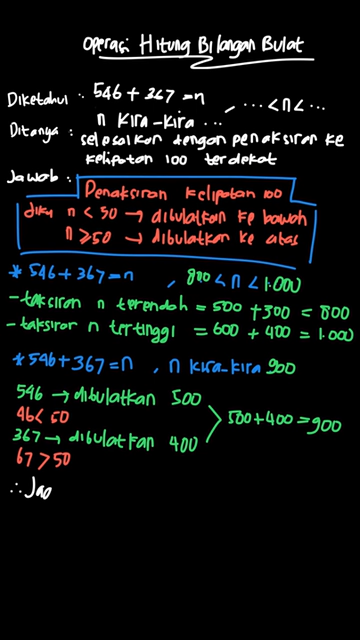 Operasi Hitung Bilangan Bulat
Diketahui : 546 + 367 = n , ... < n < ...
n kira-kira ...
Ditanya : selesaikan dengan penaksiran ke
kelipatan 100 terdekat
Jawab :
Penaksiran kelipatan 100
Jika n < 50 → dibulatkan ke bawah
n ≥ 50 → dibulatkan ke atas
* 546 + 367 = n , 800 < n < 1.000
- taksiran n terendah = 500 + 300 = 800
- taksiran n tertinggi = 600 + 400 = 1.000
* 546 + 367 = n , n kira-kira 900
546 → dibulatkan 500
46 < 50
367 → dibulatkan 400
67 > 50
500 + 400 = 900
∴ Jao